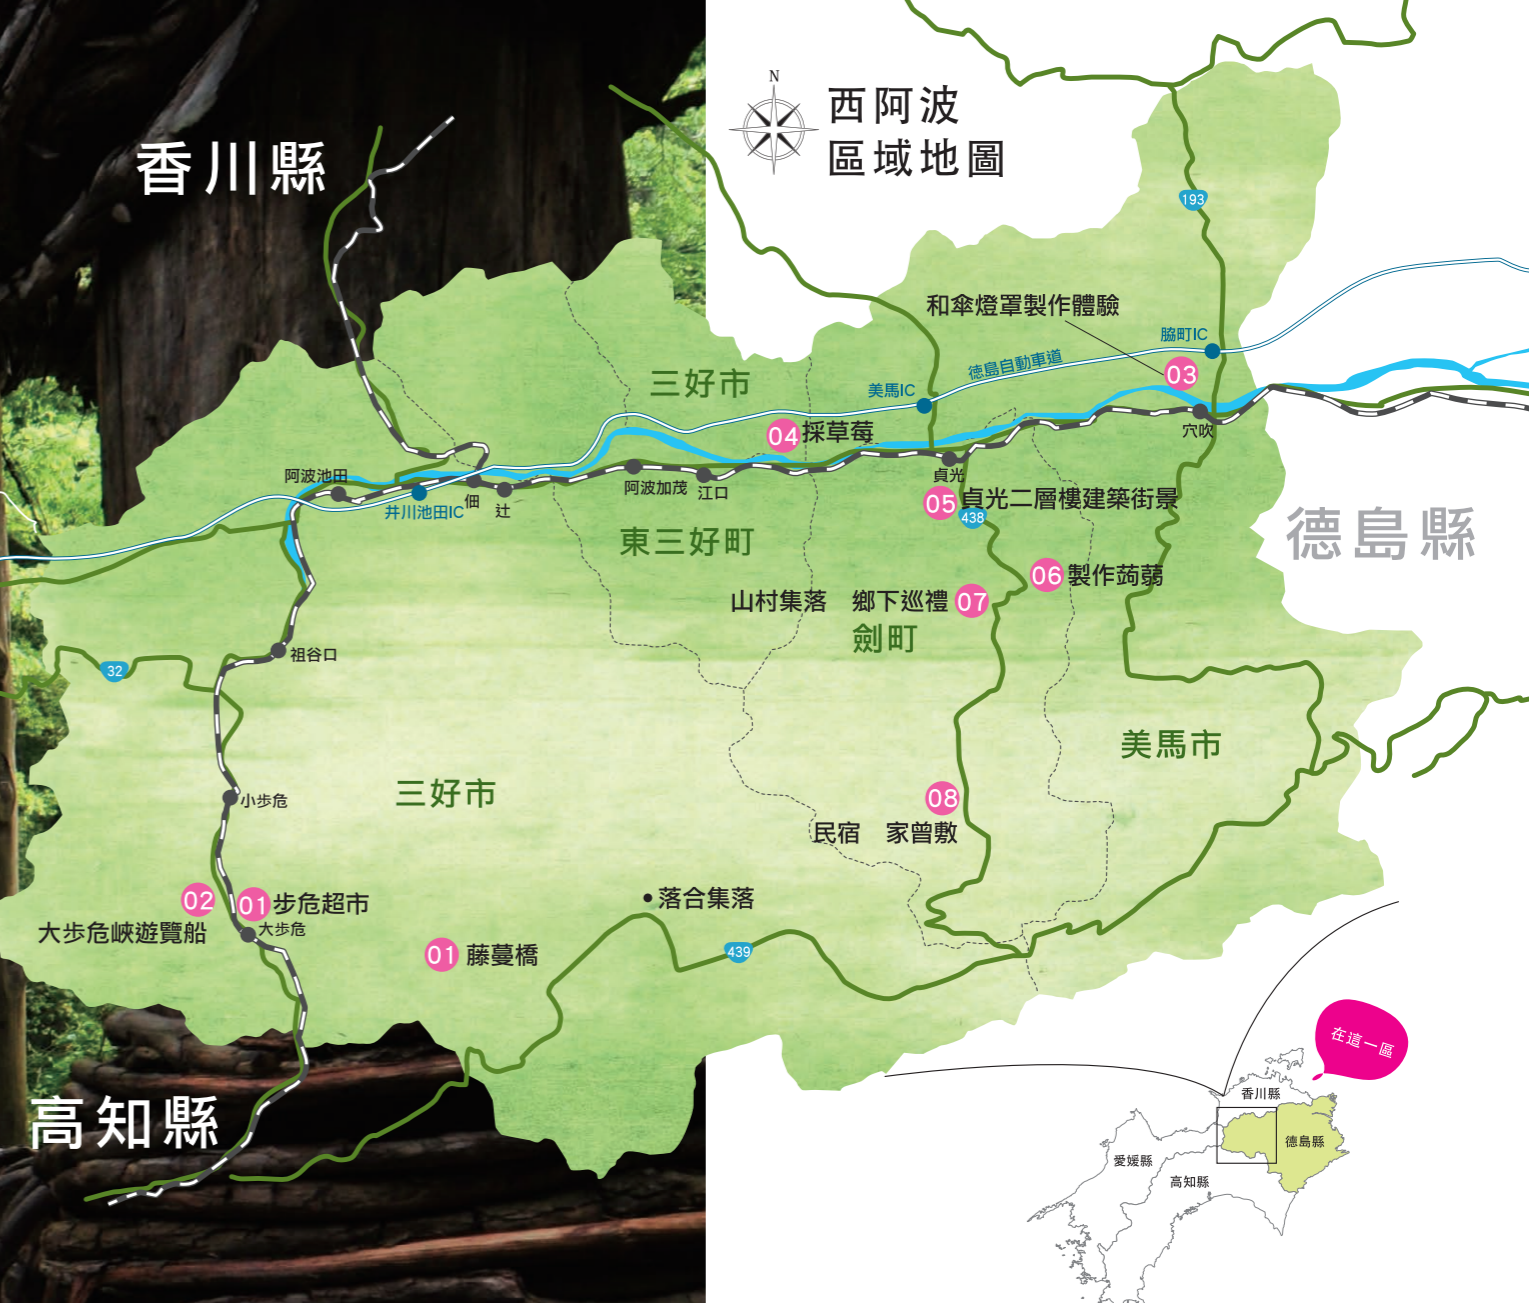 N
西阿波
區域地圖
香川縣
193
和傘燈罩製作體驗
脇町IC
徳島自動車道
03
三好市
美馬IC
04
採草莓
穴吹
阿波池田
貞光
阿波加茂
江口
佃
辻
井川池田IC
05
貞光二層樓建築街景
438
德島縣
東三好町
06
製作蒟蒻
山村集落 鄉下巡禮
07
劍町
祖谷口
32
美馬市
三好市
小歩危
08
民宿 家曾敷
02
01
步危超市
落合集落
大步危峽遊覽船
大歩危
01
藤蔓橋
439
在這一區
高知縣
香川縣
德島縣
愛媛縣
高知縣